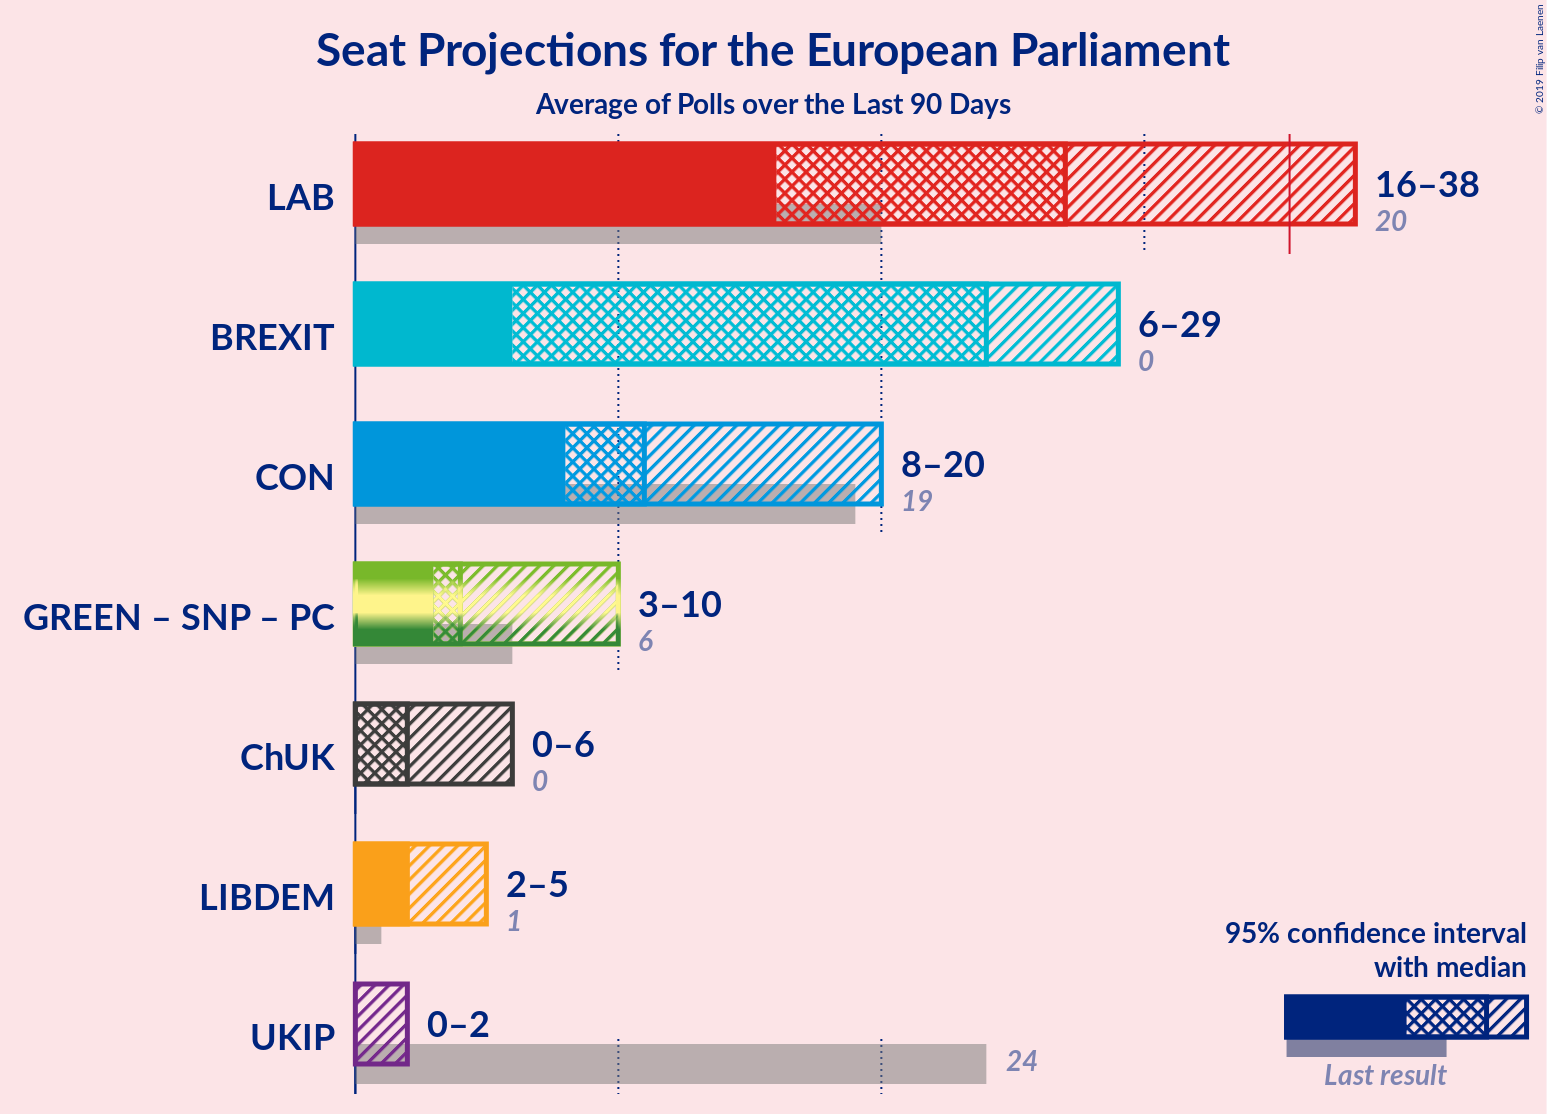 Seat Projections for the European Parliament
Average of Polls over the Last 90 Days
© 2019 Filip van Laenen
LAB
16–38
20
BREXIT
6–29
0
CON
8–20
19
GREEN – SNP – PC
3–10
6
ChUK
0–6
0
LIBDEM
2–5
1
UKIP
0–2
24
95% confidence interval
with median
Last result